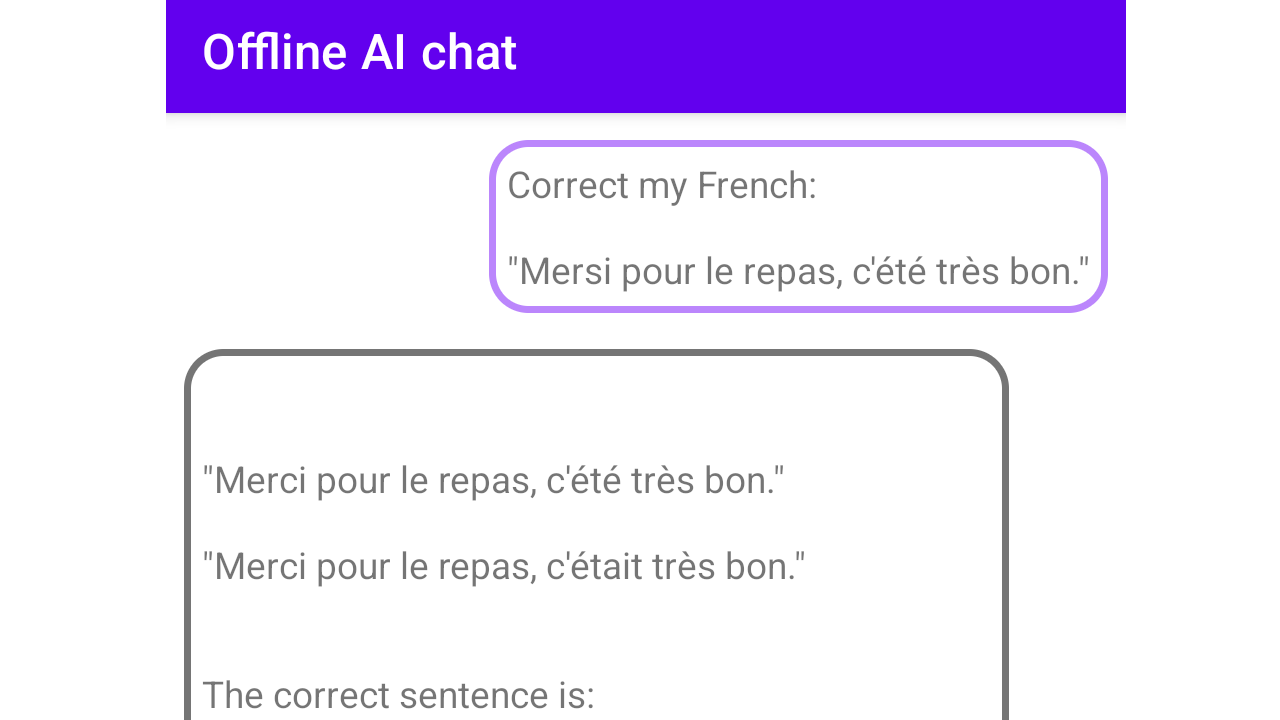 Offline AI chat
Correct my French:
"Mersi pour le repas, c'été très bon."
"Merci pour le repas, c'été très bon."
"Merci pour le repas, c'était très bon."
The correct sentence is: